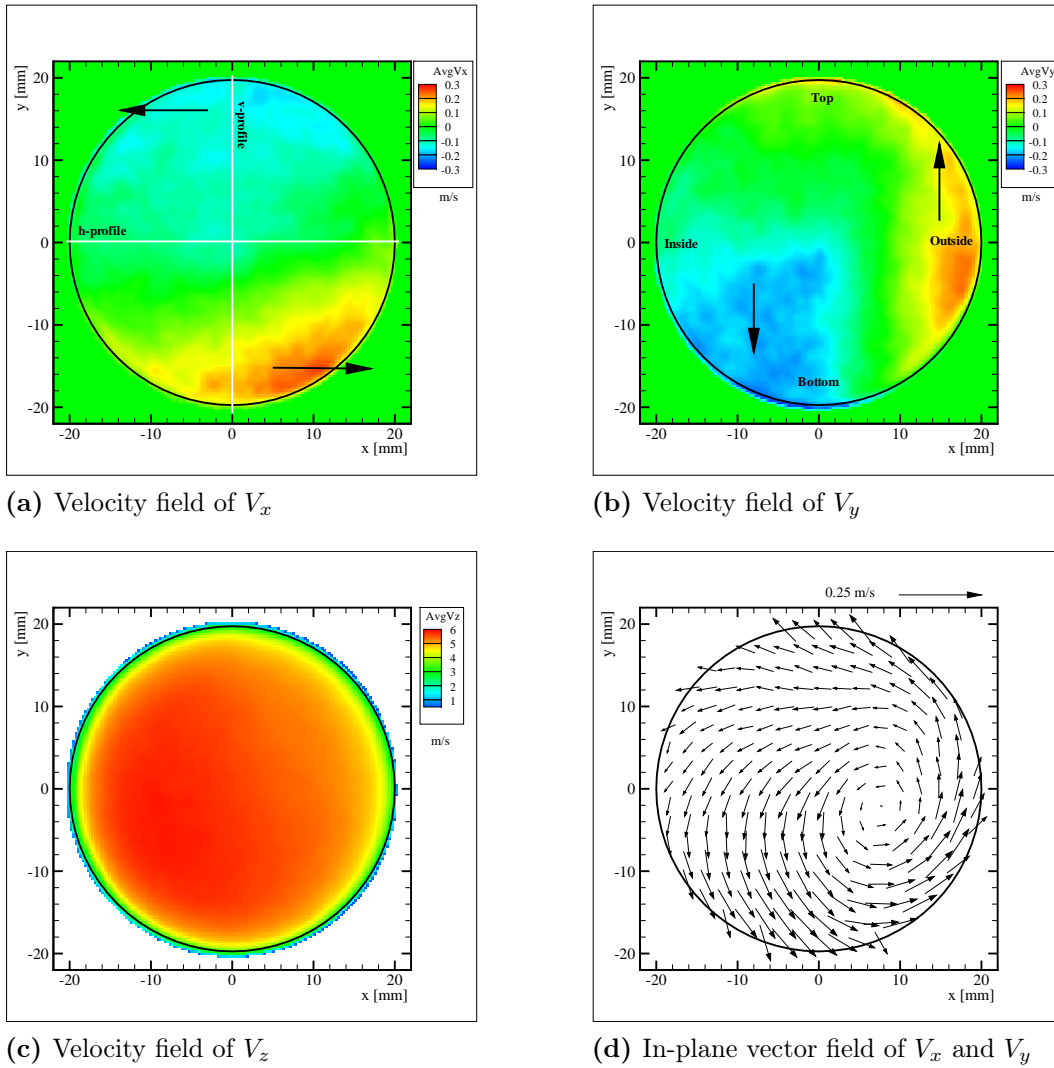 AvgVx
0.3
0.2
0.1
0
-0.1
-0.2
-0.3
m/s
y [mm]
20
10
0
-10
-20
-20 -10 0 10 20
x [mm]
v-profile
h-profile
(a) Velocity field of Vx
AvgVy
0.3
0.2
0.1
0
-0.1
-0.2
-0.3
m/s
y [mm]
20
10
0
-10
-20
-20 -10 0 10 20
x [mm]
Top
Inside
Outside
Bottom
(b) Velocity field of Vy
AvgVz
6
5
4
3
2
1
m/s
y [mm]
20
10
0
-10
-20
-20 -10 0 10 20
x [mm]
(c) Velocity field of Vz
0.25 m/s
y [mm]
20
10
0
-10
-20
-20 -10 0 10 20
x [mm]
(d) In-plane vector field of Vx and Vy